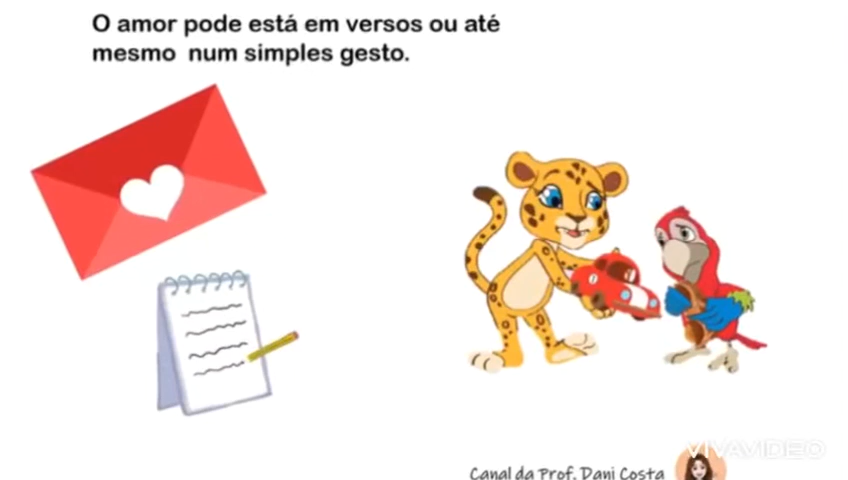 O amor pode está em versos ou até
mesmo num simples gesto.
Canal da Prof. Dani Costa
VIVAVIDEO